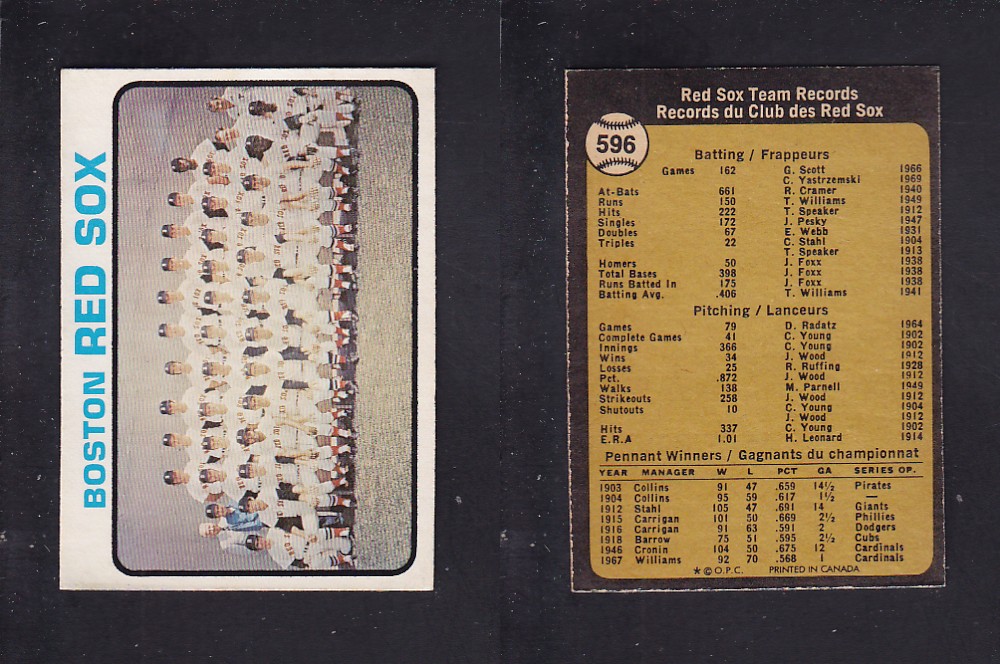 BOSTON RED SOX
Red Sox Team Records
Records du Club des Red Sox
596
Batting / Frappeurs
Games 162 G. Scott 1966
C. Yastrzemski 1969
At-Bats 661 R. Cramer 1940
Runs 150 T. Williams 1949
Hits 222 T. Speaker 1912
Singles 172 J. Pesky 1947
Doubles 67 E. Webb 1931
Triples 22 C. Stahl 1904
T. Speaker 1913
Homers 50 J. Foxx 1938
Total Bases 398 J. Foxx 1938
Runs Batted In 175 J. Foxx 1938
Batting Avg. .406 T. Williams 1941
Pitching / Lanceurs
Games 79 D. Radatz 1964
Complete Games 41 C. Young 1902
Innings 366 C. Young 1902
Wins 34 J. Wood 1912
Losses 25 R. Ruffing 1928
Pct. .872 J. Wood 1912
Walks 138 M. Parnell 1949
Strikeouts 258 J. Wood 1912
Shutouts 10 C. Young 1904
J. Wood 1912
Hits 337 C. Young 1902
E.R.A 1.01 H. Leonard 1914
Pennant Winners / Gagnants du championnat
YEAR MANAGER W L PCT GA SERIES OP.
1903 Collins 91 47 .659 14½ Pirates
1904 Collins 95 59 .617 1½ —
1912 Stahl 105 47 .691 14 Giants
1915 Carrigan 101 50 .669 2½ Phillies
1916 Carrigan 91 63 .591 2 Dodgers
1918 Barrow 75 51 .595 2½ Cubs
1946 Cronin 104 50 .675 12 Cardinals
1967 Williams 92 70 .568 1 Cardinals
* © O.P.C. PRINTED IN CANADA